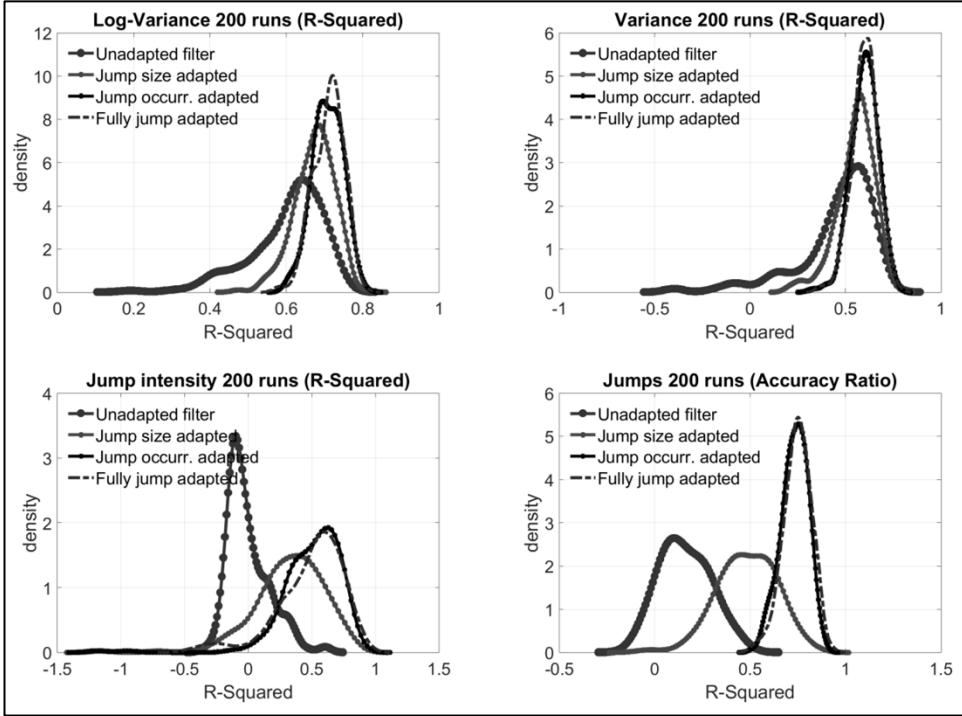 Log-Variance 200 runs (R-Squared)
12
10
8
6
4
2
0
density
Unadapted filter
Jump size adapted
Jump occurr. adapted
Fully jump adapted
0 0.2 0.4 0.6 0.8 1
R-Squared
Variance 200 runs (R-Squared)
6
5
4
3
2
1
0
density
Unadapted filter
Jump size adapted
Jump occurr. adapted
Fully jump adapted
-1 -0.5 0 0.5 1
R-Squared
Jump intensity 200 runs (R-Squared)
4
3
2
1
0
density
Unadapted filter
Jump size adapted
Jump occurr. adapted
Fully jump adapted
-1.5 -1 -0.5 0 0.5 1 1.5
R-Squared
Jumps 200 runs (Accuracy Ratio)
6
5
4
3
2
1
0
density
Unadapted filter
Jump size adapted
Jump occurr. adapted
Fully jump adapted
-0.5 0 0.5 1 1.5
R-Squared